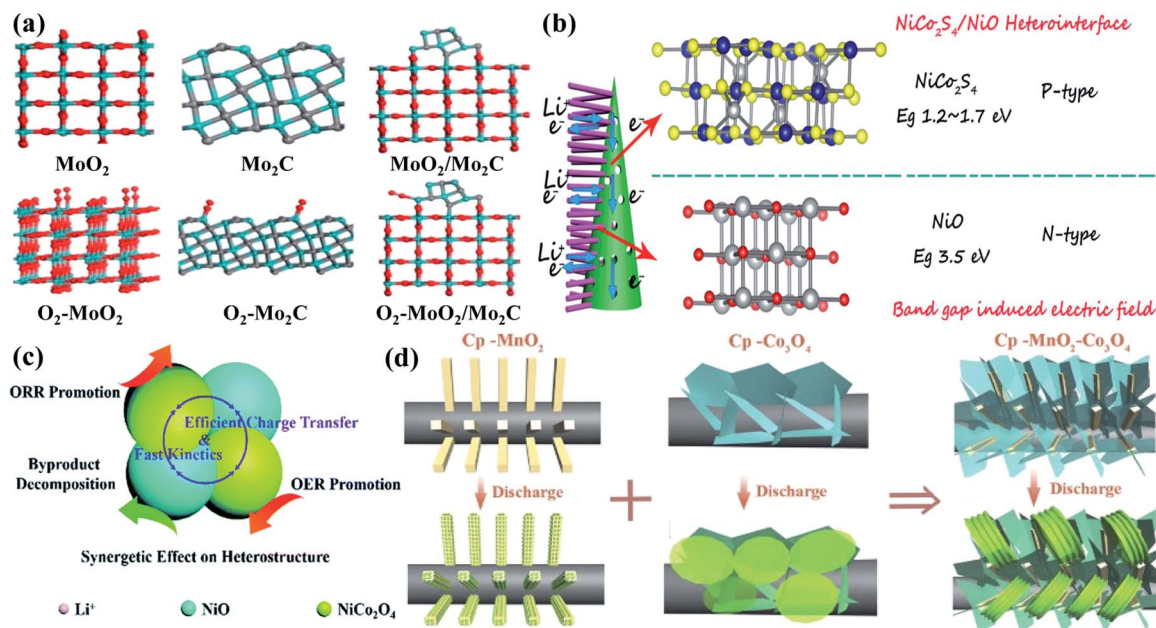 (a)
MoO₂
Mo₂C
MoO₂/Mo₂C
O₂-MoO₂
O₂-Mo₂C
O₂-MoO₂/Mo₂C
(b)
NiCo₂S₄/NiO Heterointerface
Li⁺
e⁻
e⁻
Li⁺
e⁻
e⁻
Li⁺
e⁻
e⁻
NiCo₂S₄
Eg 1.2~1.7 eV
P-type
NiO
Eg 3.5 eV
N-type
Band gap induced electric field
(c)
ORR Promotion
Efficient Charge Transfer
&
Fast Kinetics
Byproduct
Decomposition
OER Promotion
Synergetic Effect on Heterostructure
Li⁺
NiO
NiCo₂O₄
(d)
Cp -MnO₂
Cp -Co₃O₄
Cp -MnO₂-Co₃O₄
Discharge
Discharge
Discharge